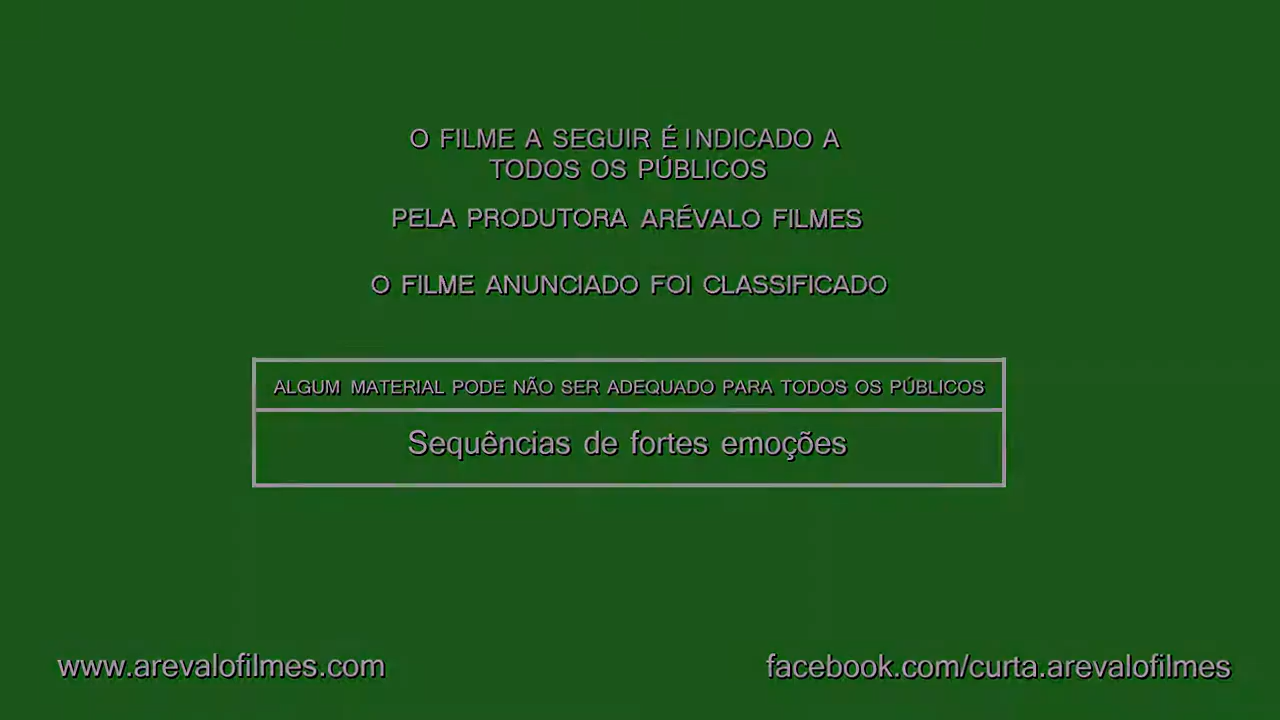 O FILME A SEGUIR É INDICADO A
TODOS OS PÚBLICOS
PELA PRODUTORA ARÉVALO FILMES
O FILME ANUNCIADO FOI CLASSIFICADO
ALGUM MATERIAL PODE NÃO SER ADEQUADO PARA TODOS OS PÚBLICOS
Sequências de fortes emoções
www.arevalofilmes.com
facebook.com/curta.arevalofilmes